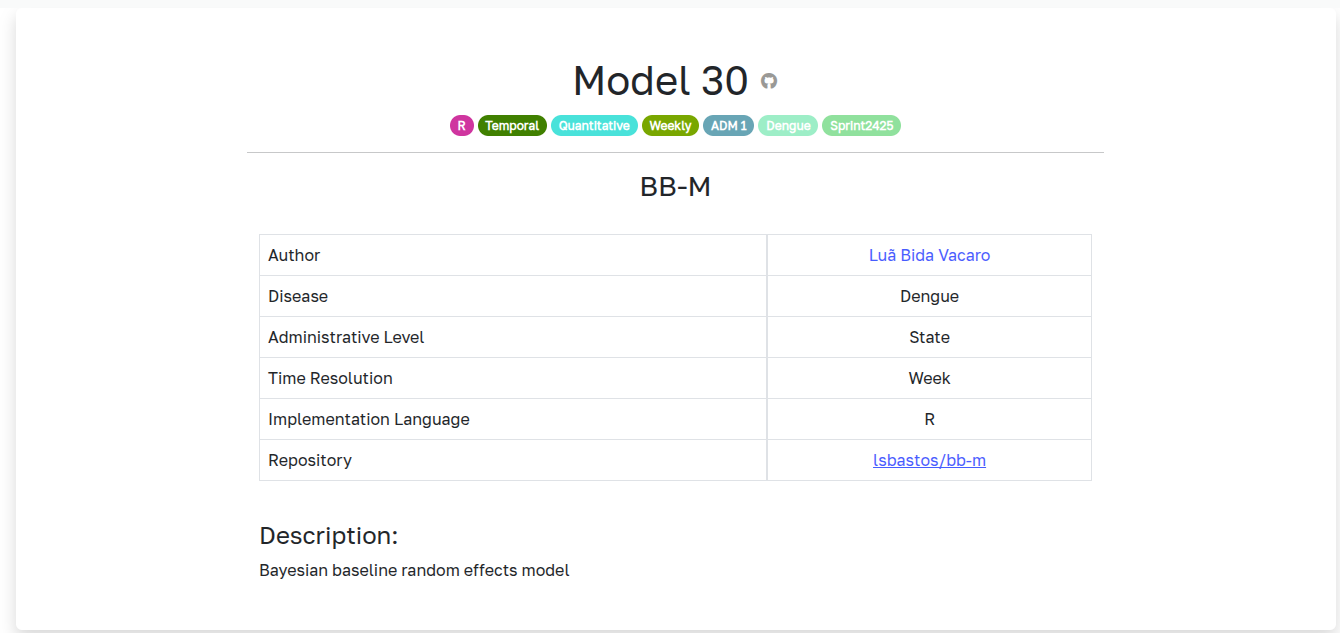 Model 30
R Temporal Quantitative Weekly ADM 1 Dengue Sprint2425
BB-M
Author Luã Bida Vacaro
Disease Dengue
Administrative Level State
Time Resolution Week
Implementation Language R
Repository lsbastos/bb-m
Description:
Bayesian baseline random effects model